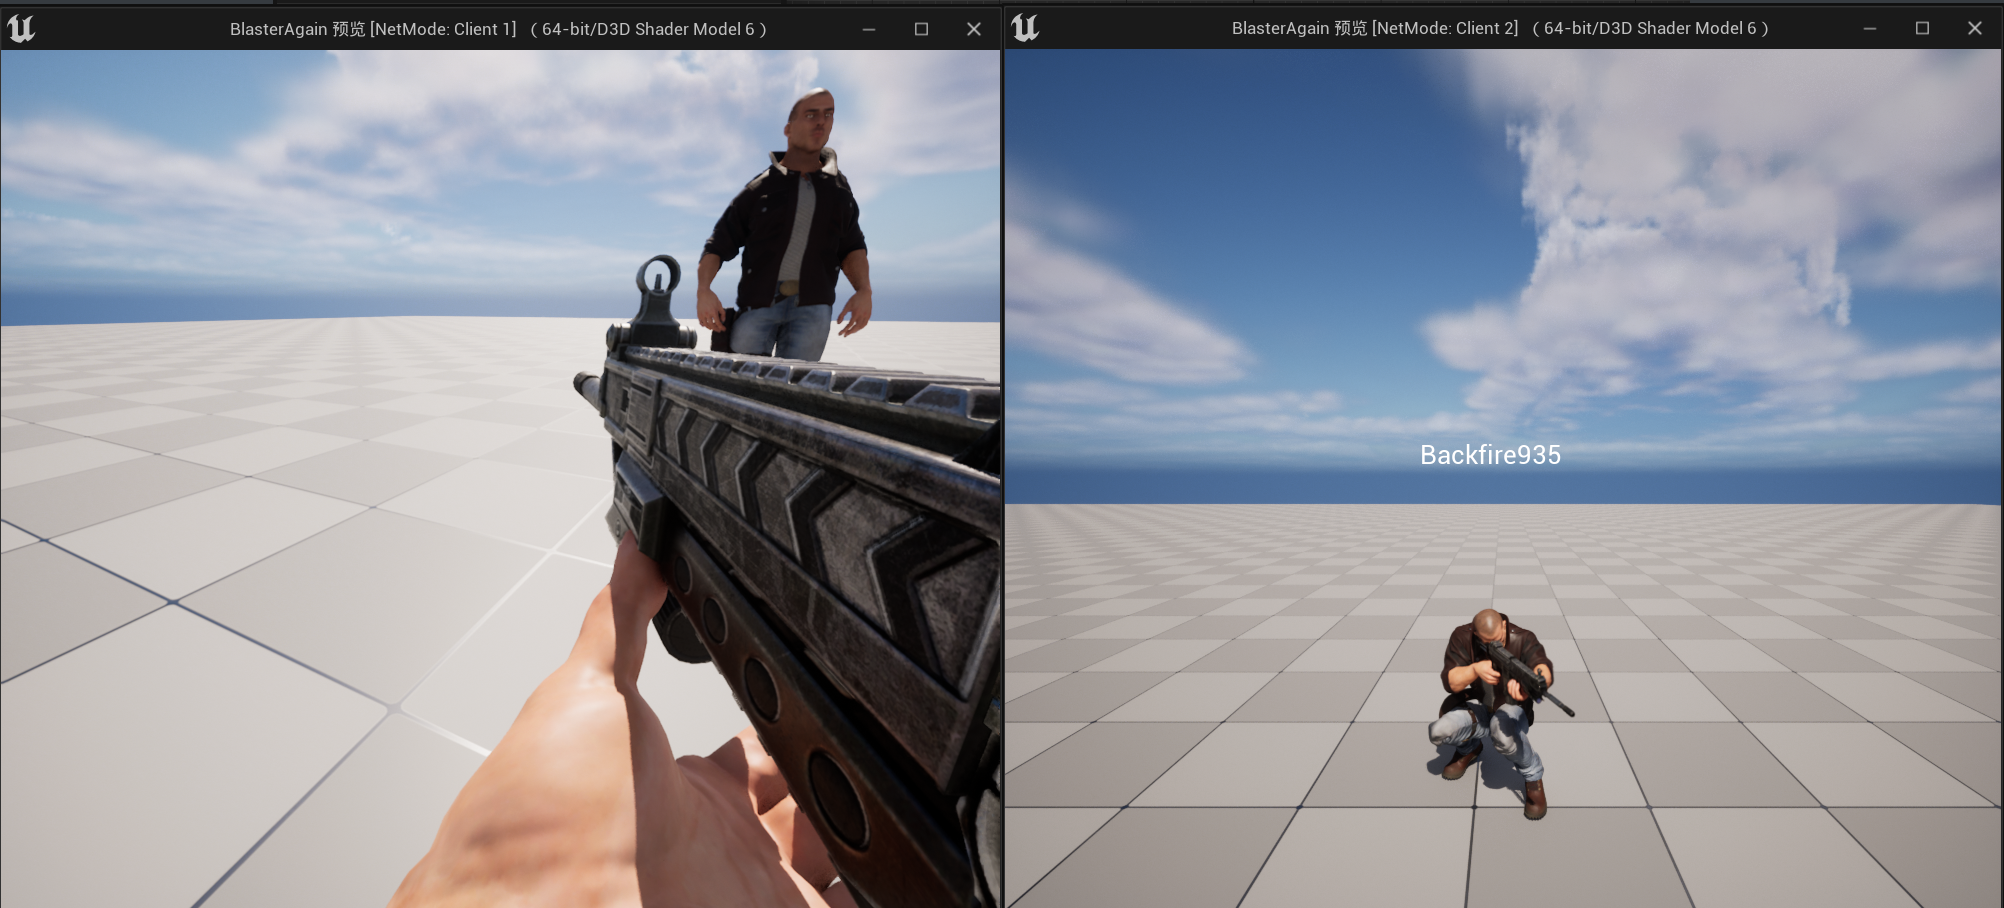 BlasterAgain 预览 [NetMode: Client 1] （ 64-bit/D3D Shader Model 6 ）
BlasterAgain 预览 [NetMode: Client 2] （ 64-bit/D3D Shader Model 6 ）
Backfire935